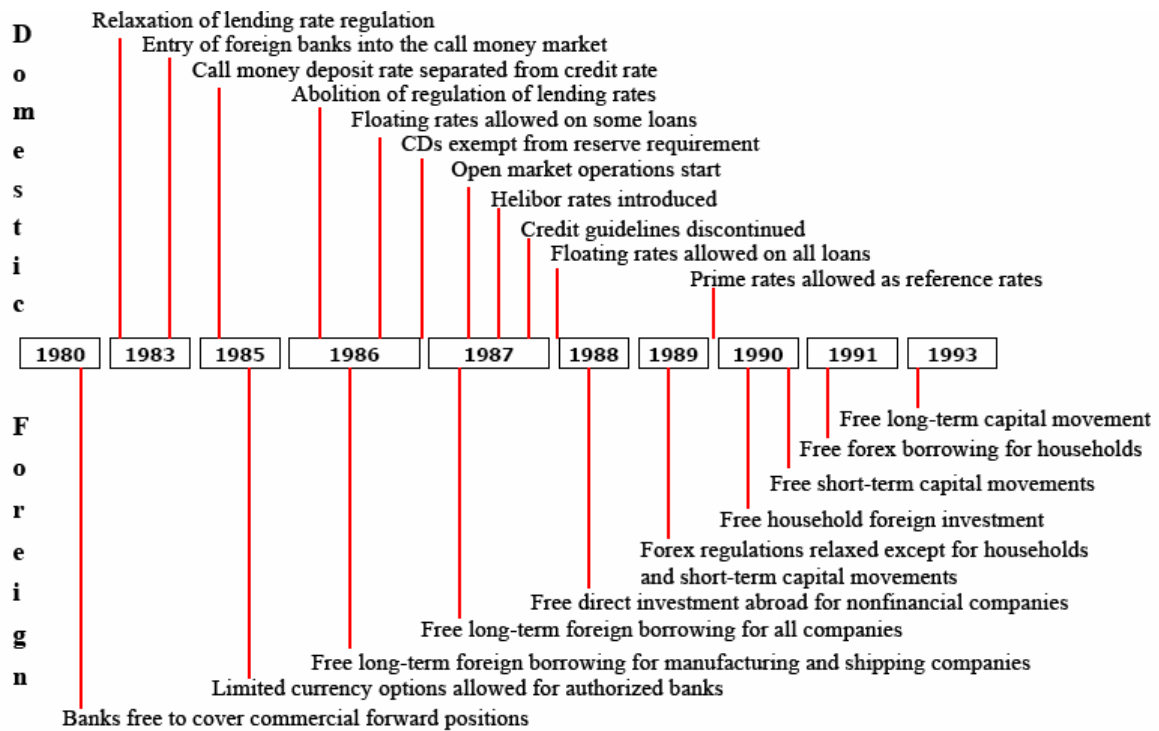 Domestic
Relaxation of lending rate regulation
Entry of foreign banks into the call money market
Call money deposit rate separated from credit rate
Abolition of regulation of lending rates
Floating rates allowed on some loans
CDs exempt from reserve requirement
Open market operations start
Helibor rates introduced
Credit guidelines discontinued
Floating rates allowed on all loans
Prime rates allowed as reference rates
1980 1983 1985 1986 1987 1988 1989 1990 1991 1993
Foreign
Free long-term capital movement
Free forex borrowing for households
Free short-term capital movements
Free household foreign investment
Forex regulations relaxed except for households
and short-term capital movements
Free direct investment abroad for nonfinancial companies
Free long-term foreign borrowing for all companies
Free long-term foreign borrowing for manufacturing and shipping companies
Limited currency options allowed for authorized banks
Banks free to cover commercial forward positions